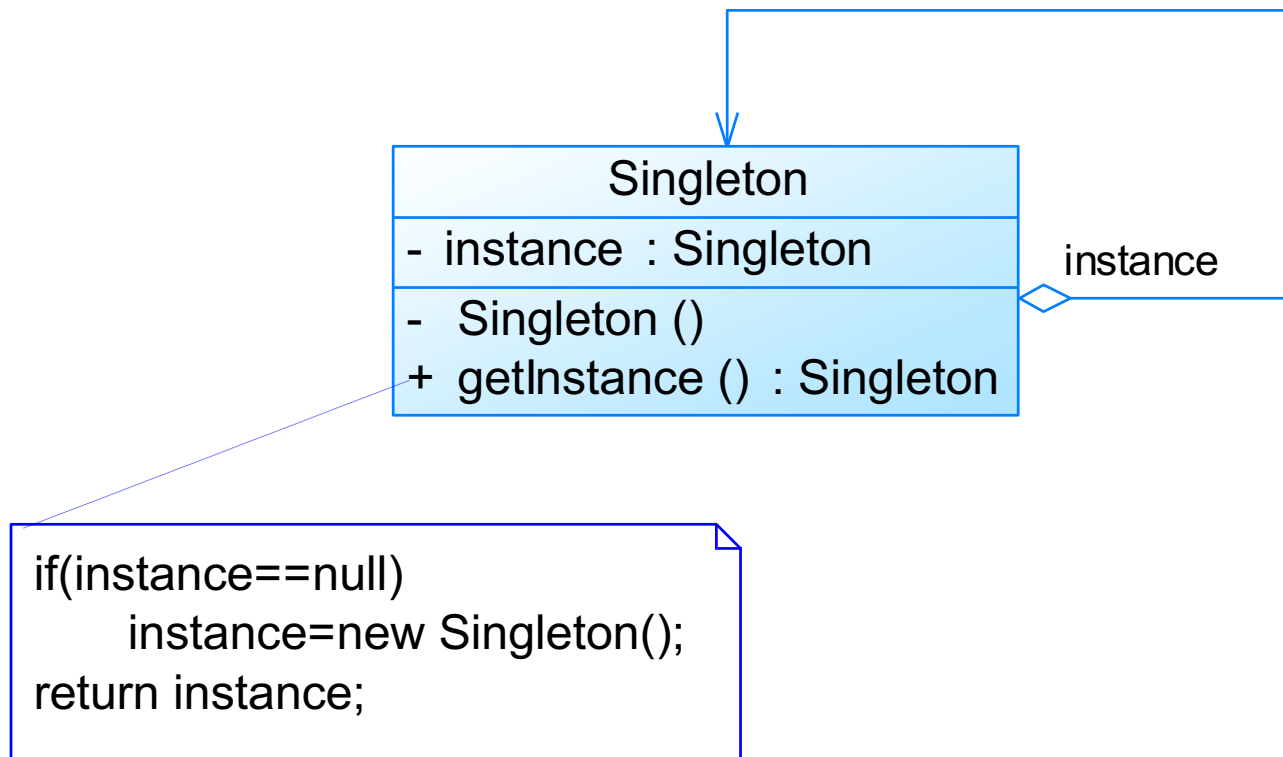 Singleton
- instance : Singleton
instance
- Singleton ()
+ getInstance () : Singleton
if(instance==null)
instance=new Singleton();
return instance;